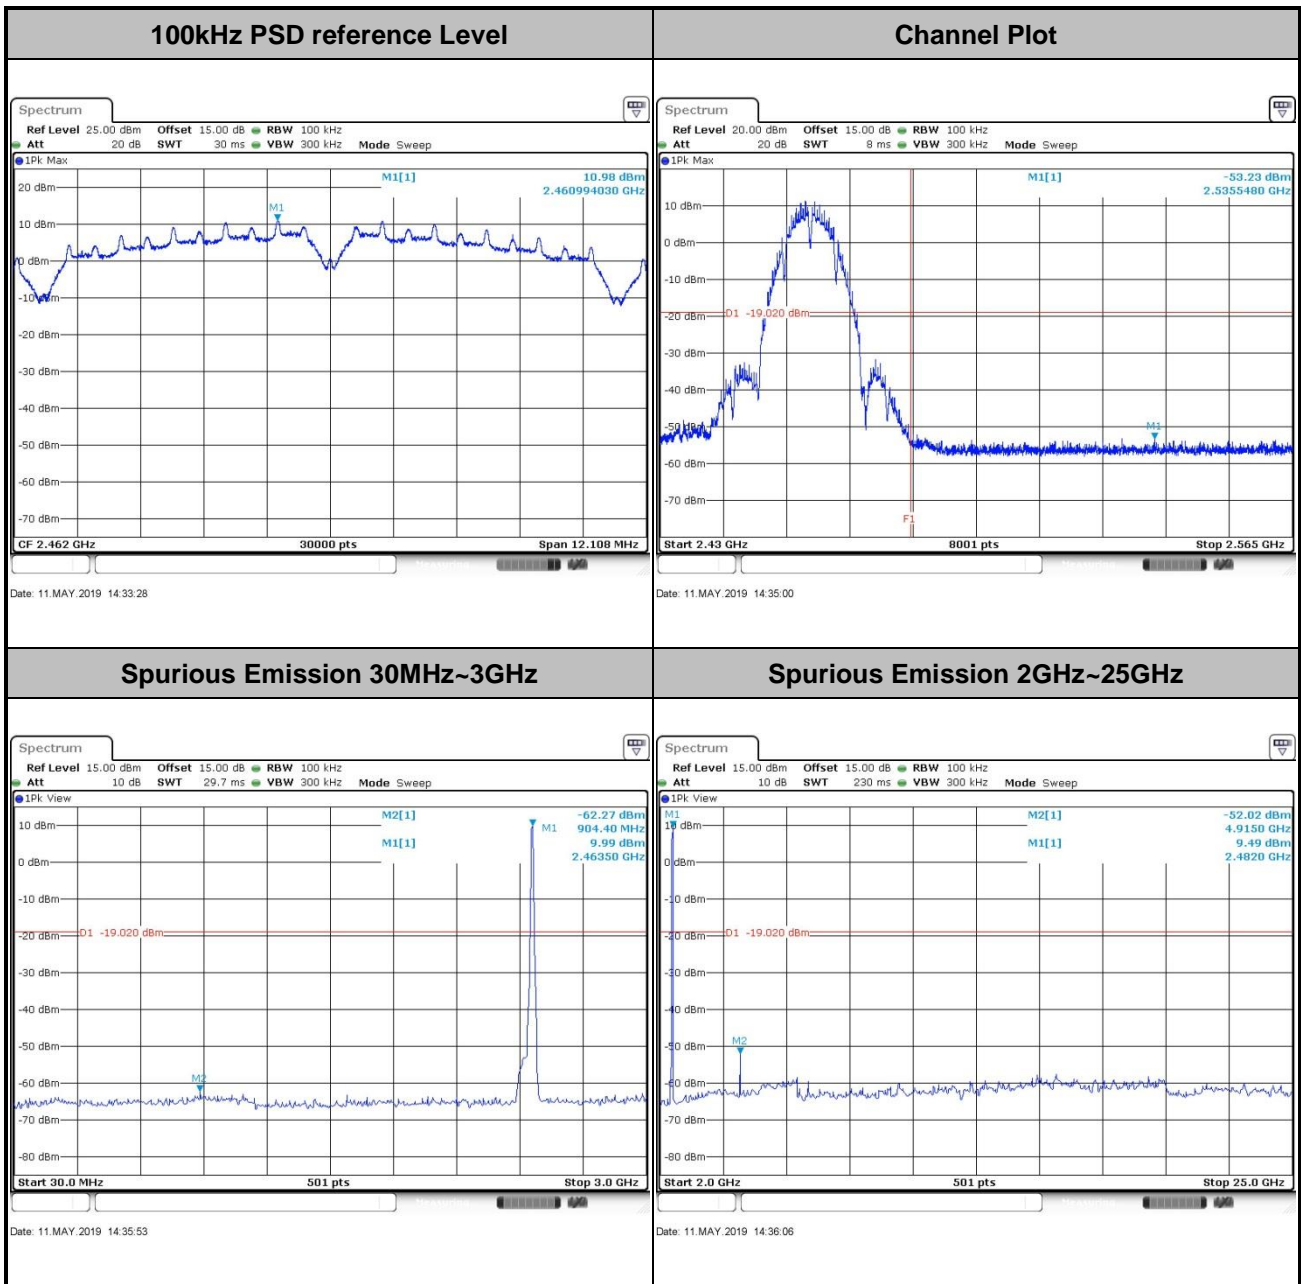 100kHz PSD reference Level
Channel Plot
Spectrum
Ref Level 25.00 dBm Offset 15.00 dB RBW 100 kHz
Att 20 dB SWT 30 ms VBW 300 kHz Mode Sweep
1Pk Max
M1[1] 10.98 dBm
2.460994030 GHz
M1
20 dBm
10 dBm
0 dBm
-10 dBm
-20 dBm
-30 dBm
-40 dBm
-50 dBm
-60 dBm
-70 dBm
CF 2.462 GHz 30000 pts Span 12.108 MHz
Date: 11.MAY.2019 14:33:28
Spectrum
Ref Level 20.00 dBm Offset 15.00 dB RBW 100 kHz
Att 20 dB SWT 8 ms VBW 300 kHz Mode Sweep
1Pk Max
M1[1] -53.23 dBm
2.5355480 GHz
10 dBm
0 dBm
-10 dBm
-20 dBm
D1 -19.020 dBm
-30 dBm
-40 dBm
-50 dBm
M1
-60 dBm
-70 dBm
F1
Start 2.43 GHz 8001 pts Stop 2.565 GHz
Measuring
Date: 11.MAY.2019 14:35:00
Spurious Emission 30MHz~3GHz
Spurious Emission 2GHz~25GHz
Spectrum
Ref Level 15.00 dBm Offset 15.00 dB RBW 100 kHz
Att 10 dB SWT 29.7 ms VBW 300 kHz Mode Sweep
1Pk View
M2[1] -62.27 dBm
904.40 MHz
M1[1] 9.99 dBm
2.46350 GHz
M1
10 dBm
0 dBm
-10 dBm
-20 dBm
D1 -19.020 dBm
-30 dBm
-40 dBm
-50 dBm
-60 dBm
M2
-70 dBm
-80 dBm
Start 30.0 MHz 501 pts Stop 3.0 GHz
Date: 11.MAY.2019 14:35:53
Spectrum
Ref Level 15.00 dBm Offset 15.00 dB RBW 100 kHz
Att 10 dB SWT 230 ms VBW 300 kHz Mode Sweep
1Pk View
M2[1] -52.02 dBm
4.9150 GHz
M1[1] 9.49 dBm
2.4820 GHz
M1
10 dBm
0 dBm
-10 dBm
-20 dBm
D1 -19.020 dBm
-30 dBm
-40 dBm
-50 dBm
M2
-60 dBm
-70 dBm
-80 dBm
Start 2.0 GHz 501 pts Stop 25.0 GHz
Measuring
Date: 11.MAY.2019 14:36:06